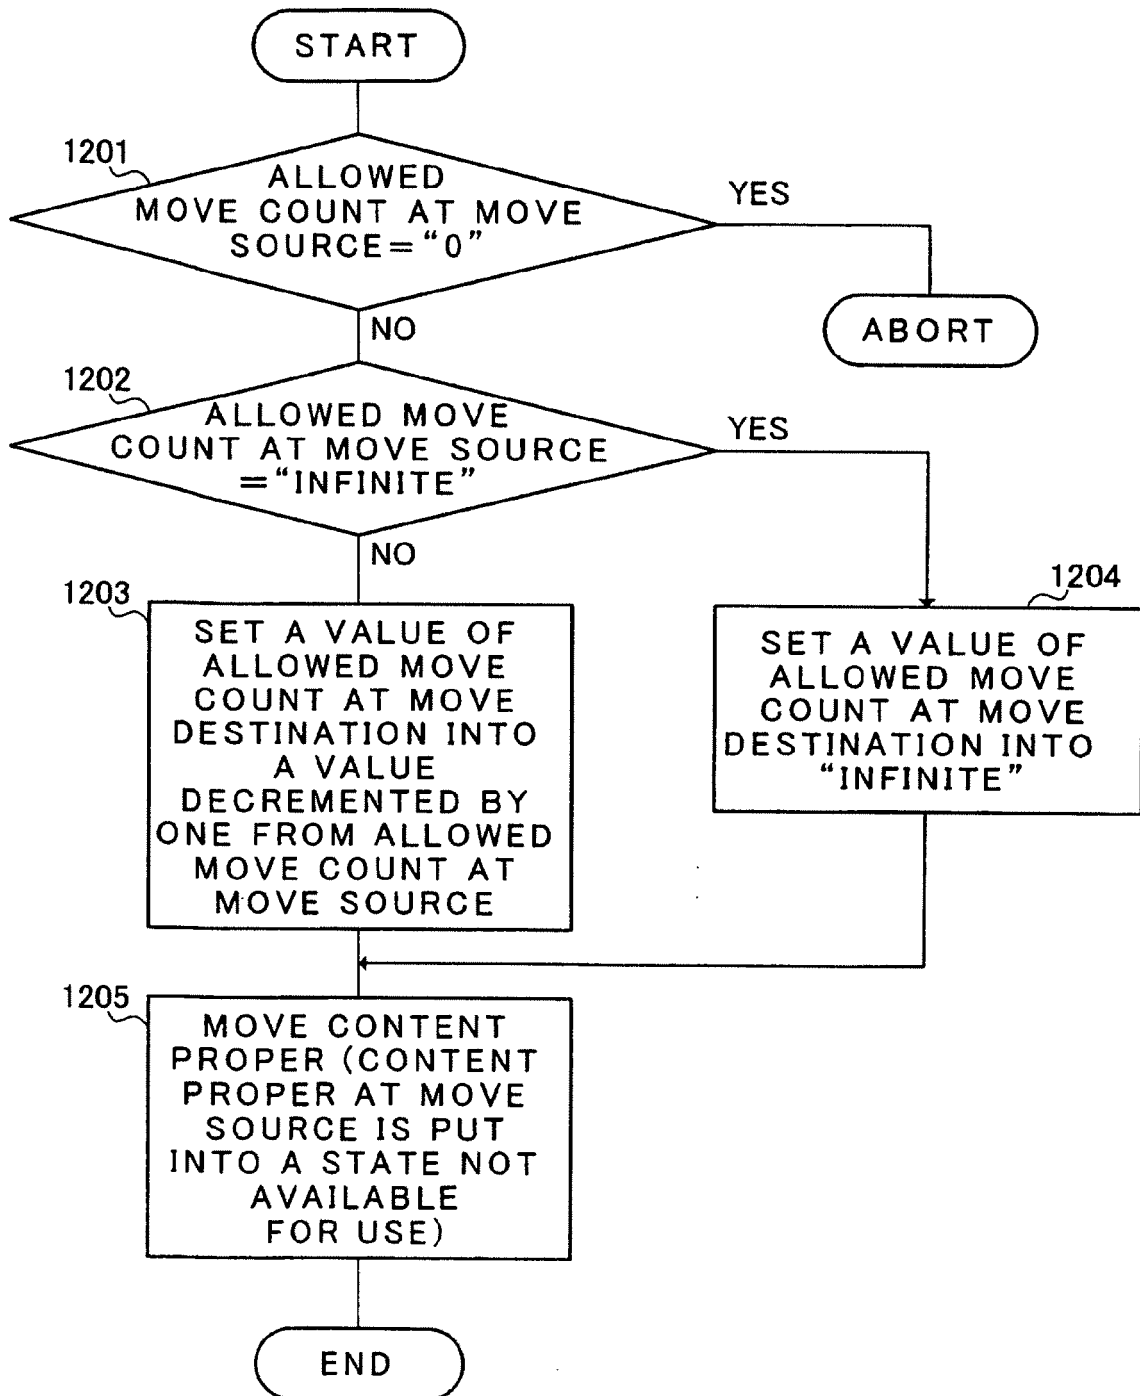 START
1201
ALLOWED
MOVE COUNT AT MOVE
SOURCE="0"
YES
ABORT
NO
1202
ALLOWED MOVE
COUNT AT MOVE SOURCE
="INFINITE"
YES
NO
1203
SET A VALUE OF
ALLOWED MOVE
COUNT AT MOVE
DESTINATION INTO
A VALUE
DECREMENTED BY
ONE FROM ALLOWED
MOVE COUNT AT
MOVE SOURCE
1204
SET A VALUE OF
ALLOWED MOVE
COUNT AT MOVE
DESTINATION INTO
"INFINITE"
1205
MOVE CONTENT
PROPER (CONTENT
PROPER AT MOVE
SOURCE IS PUT
INTO A STATE NOT
AVAILABLE
FOR USE)
END